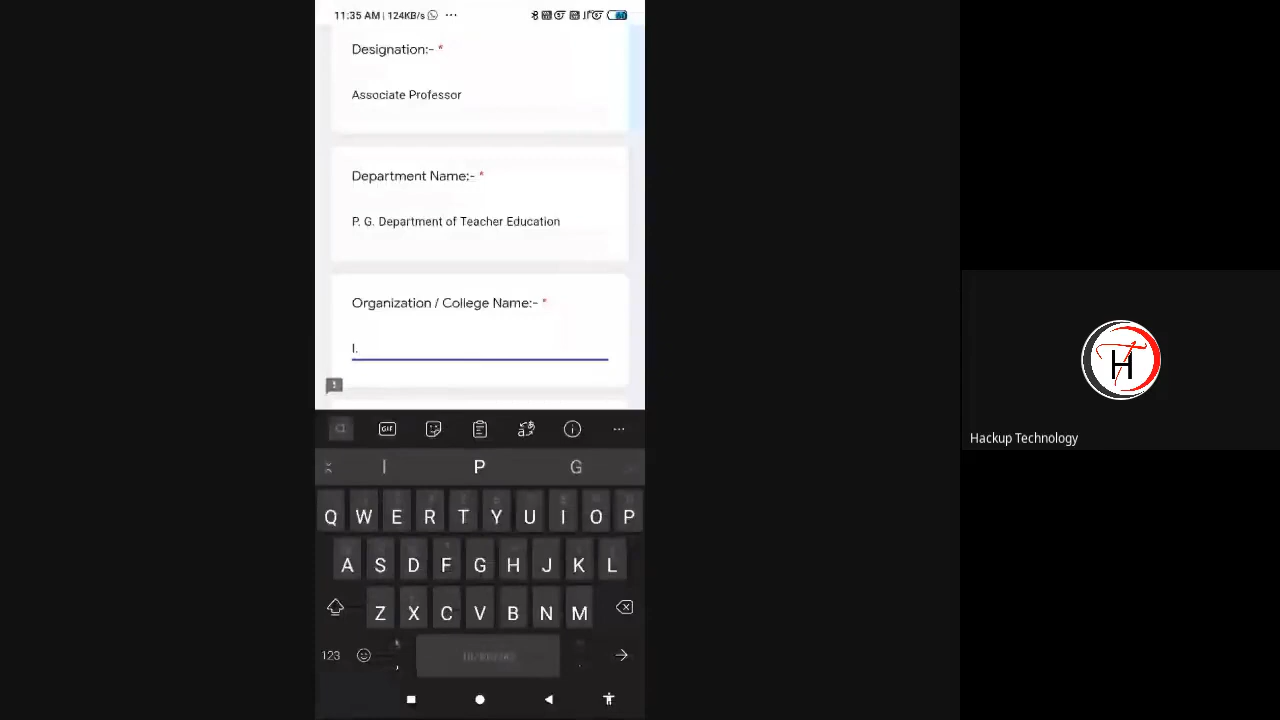 11:35 AM | 124KB/s ...
Designation:- *
Associate Professor
Department Name:- *
P. G. Department of Teacher Education
Organization / College Name:- *
I.
GIF
I P G
Q W E R T Y U I O P
A S D F G H J K L
Z X C V B N M
123 , .
H
Hackup Technology